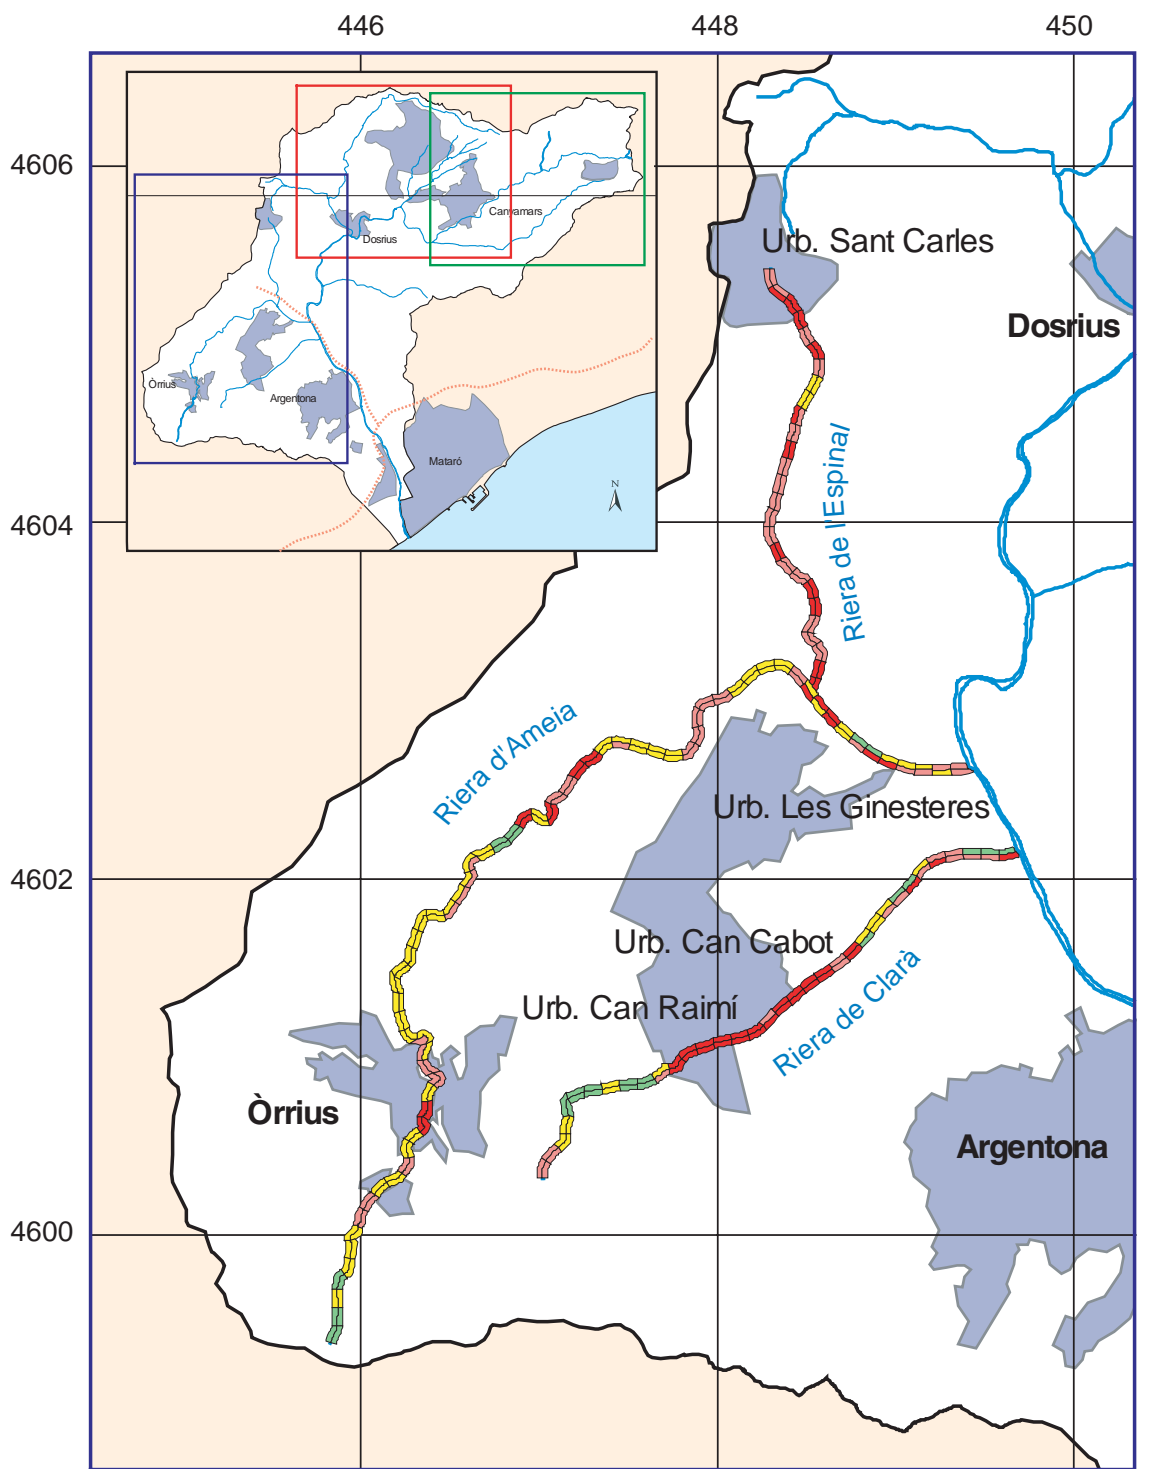 446
448
450
4606
4604
4602
4600
Canyamars
Dosrius
Òrrius
Argentona
Mataró
N
Urb. Sant Carles
Dosrius
Riera de l'Espinal
Riera d'Ameia
Urb. Les Ginesteres
Urb. Can Cabot
Urb. Can Raimí
Riera de Clarà
Òrrius
Argentona